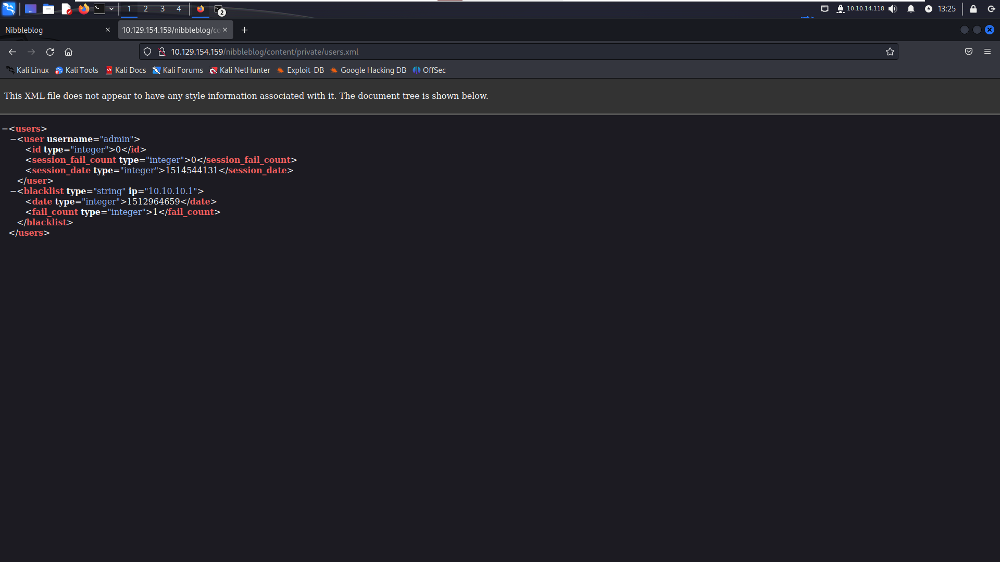 1 2 3 4 2 10.10.14.118 13:25
Nibbleblog 10.129.154.159/nibbleblog/co
10.129.154.159/nibbleblog/content/private/users.xml
Kali Linux Kali Tools Kali Docs Kali Forums Kali NetHunter Exploit-DB Google Hacking DB OffSec
This XML file does not appear to have any style information associated with it. The document tree is shown below.
−<users>
−<user username="admin">
<id type="integer">0</id>
<session_fail_count type="integer">0</session_fail_count>
<session_date type="integer">1514544131</session_date>
</user>
−<blacklist type="string" ip="10.10.10.1">
<date type="integer">1512964659</date>
<fail_count type="integer">1</fail_count>
</blacklist>
</users>